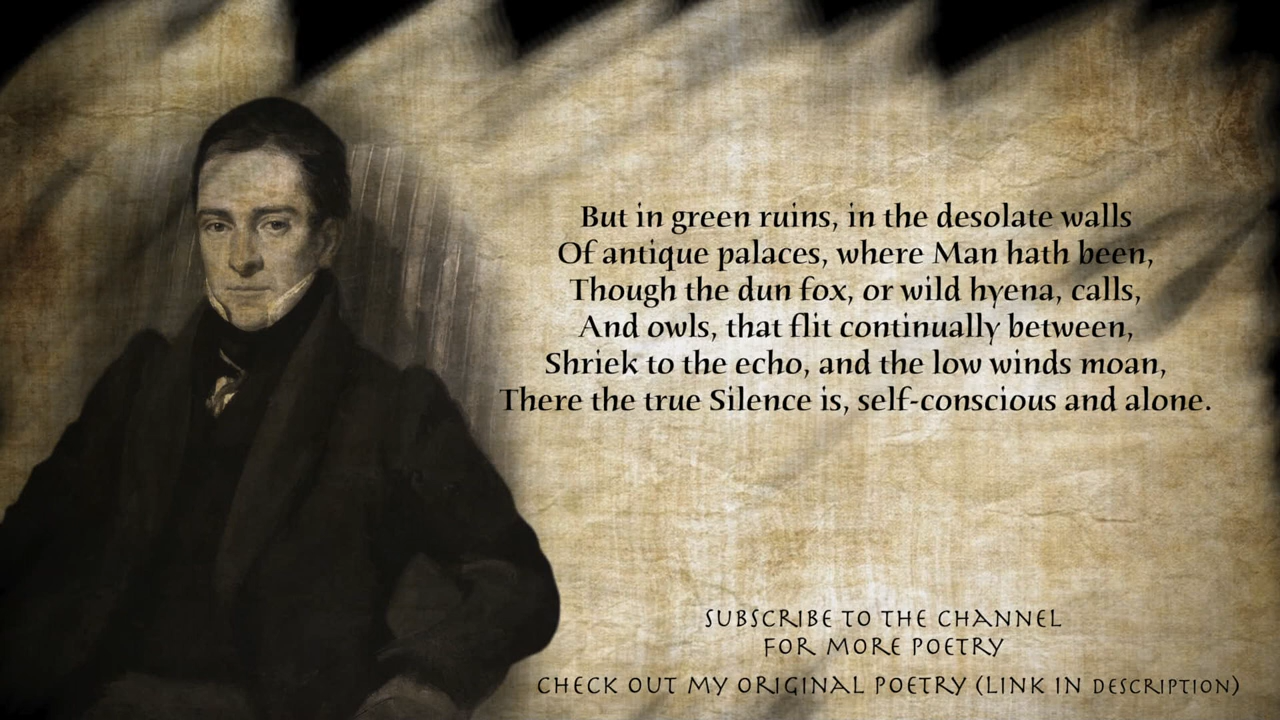 But in green ruins, in the desolate walls
Of antique palaces, where Man hath been,
Though the dun fox, or wild hyena, calls,
And owls, that flit continually between,
Shriek to the echo, and the low winds moan,
There the true Silence is, self-conscious and alone.
SUBSCRIBE TO THE CHANNEL
FOR MORE POETRY
CHECK OUT MY ORIGINAL POETRY (LINK IN DESCRIPTION)